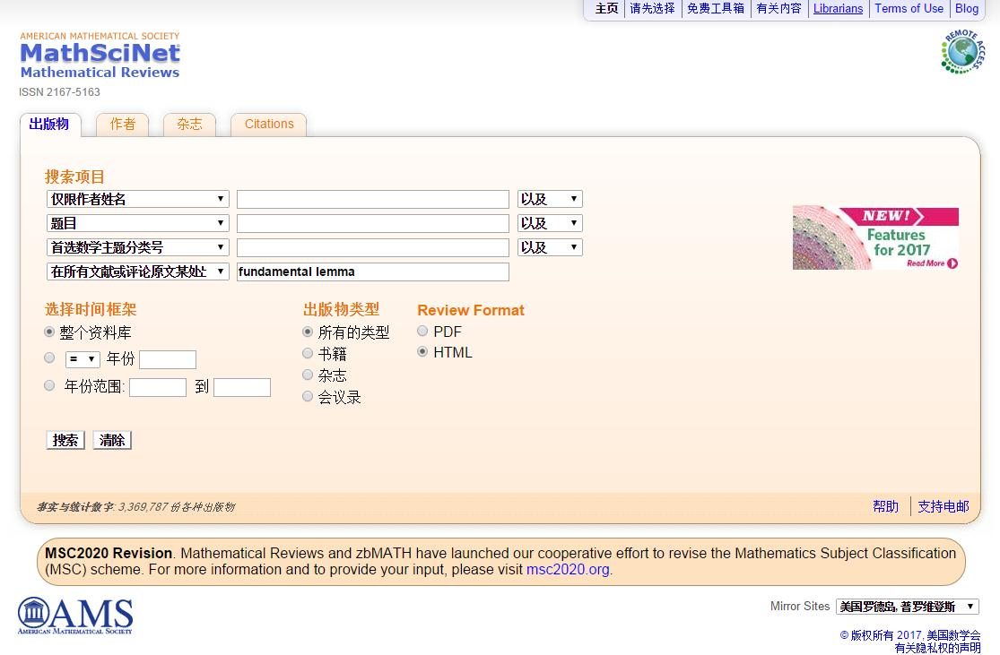 主页 请先选择 免费工具箱 有关内容 Librarians Terms of Use Blog
AMERICAN MATHEMATICAL SOCIETY
MathSciNet
Mathematical Reviews
ISSN 2167-5163
REMOTE ACCESS
出版物 作者 杂志 Citations
搜索项目
仅限作者姓名 以及
题目 以及
首选数学主题分类号 以及
在所有文献或评论原文某处 fundamental lemma
NEW!
Features
for 2017
Read More
选择时间框架 出版物类型 Review Format
整个资料库 所有的类型 PDF
= 年份 书籍 HTML
年份范围: 到 杂志
会议录
搜索 清除
事实与统计数字: 3,369,787 份各种出版物 帮助 支持电邮
MSC2020 Revision. Mathematical Reviews and zbMATH have launched our cooperative effort to revise the Mathematics Subject Classification
(MSC) scheme. For more information and to provide your input, please visit msc2020.org.
AMS
AMERICAN MATHEMATICAL SOCIETY
Mirror Sites 美国罗德岛, 普罗维登斯
© 版权所有 2017, 美国数学会
有关隐私权的声明